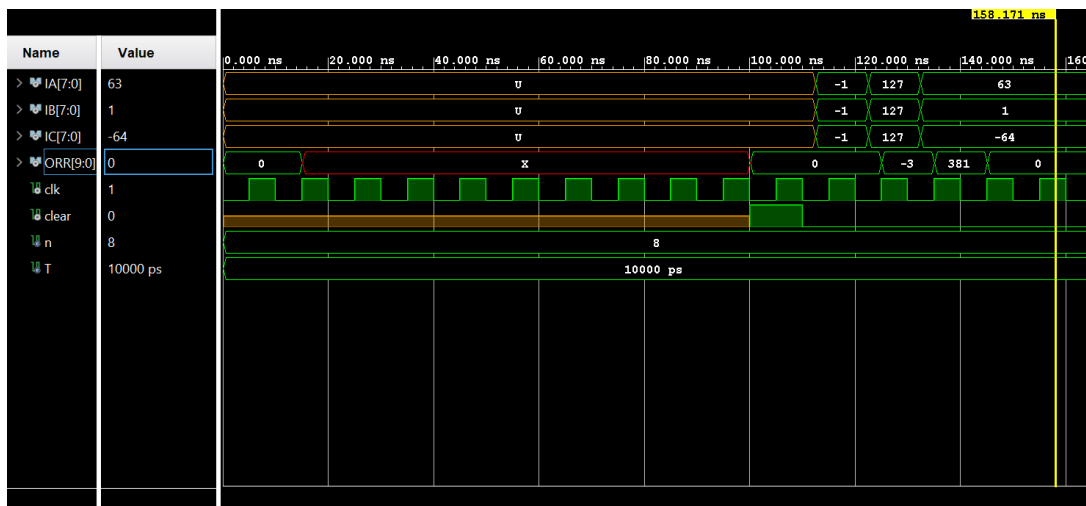 158.171 ns
Name Value
0.000 ns 20.000 ns 40.000 ns 60.000 ns 80.000 ns 100.000 ns 120.000 ns 140.000 ns 160
> IA[7:0] 63 U -1 127 63
> IB[7:0] 1 U -1 127 1
> IC[7:0] -64 U -1 127 -64
> ORR[9:0] 0 0 X 0 -3 381 0
clk 1
clear 0
n 8 8
T 10000 ps 10000 ps